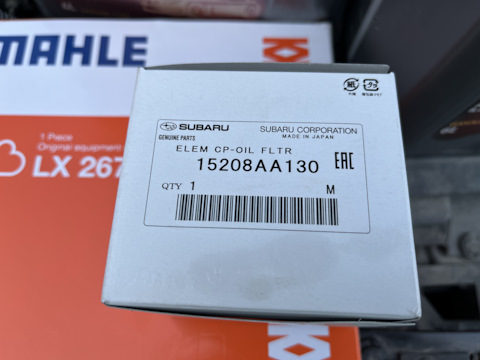 MAHLE
1 Piece
Original equipment
LX 267
SUBARU
GENUINE PARTS
SUBARU CORPORATION
MADE IN JAPAN
ELEM CP-OIL FLTR
15208AA130
EAC
QTY 1
M